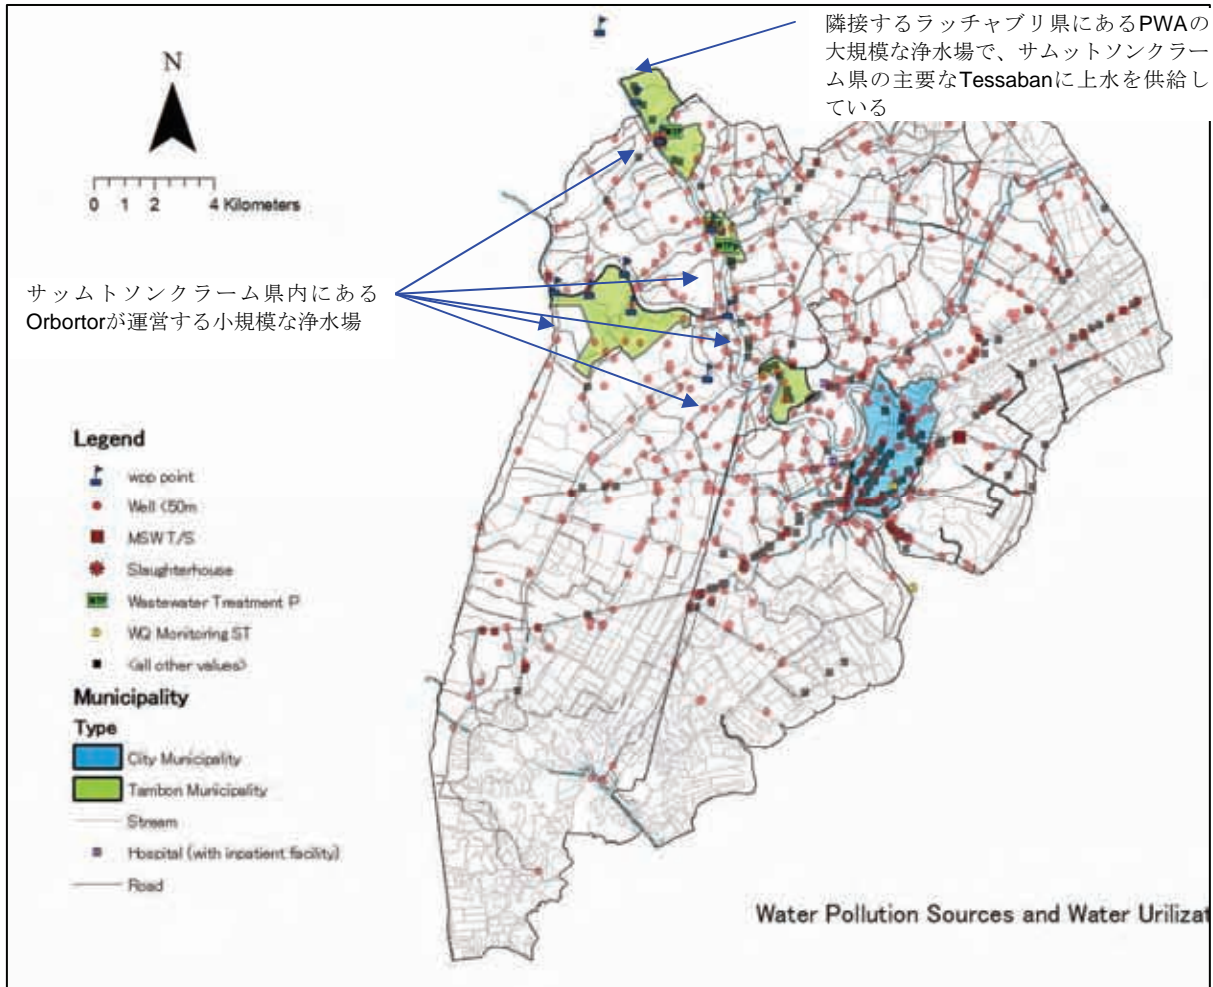 隣接するラッチャブリ県にあるPWAの
大規模な浄水場で、サムットソンクラー
ム県の主要なTessabanに上水を供給し
ている
N
0 1 2 4 Kilometers
サッムトソンクラーム県内にある
Orbortorが運営する小規模な浄水場
Legend
wpp point
Well <50m
MSW T/S
Slaughterhouse
WTP Wastewater Treatment P
WQ Monitoring ST
<all other values>
Municipality
Type
City Municipality
Tambon Municipality
Stream
Hospital (with inpatient facility)
Road
Water Pollution Sources and Water Urilizat